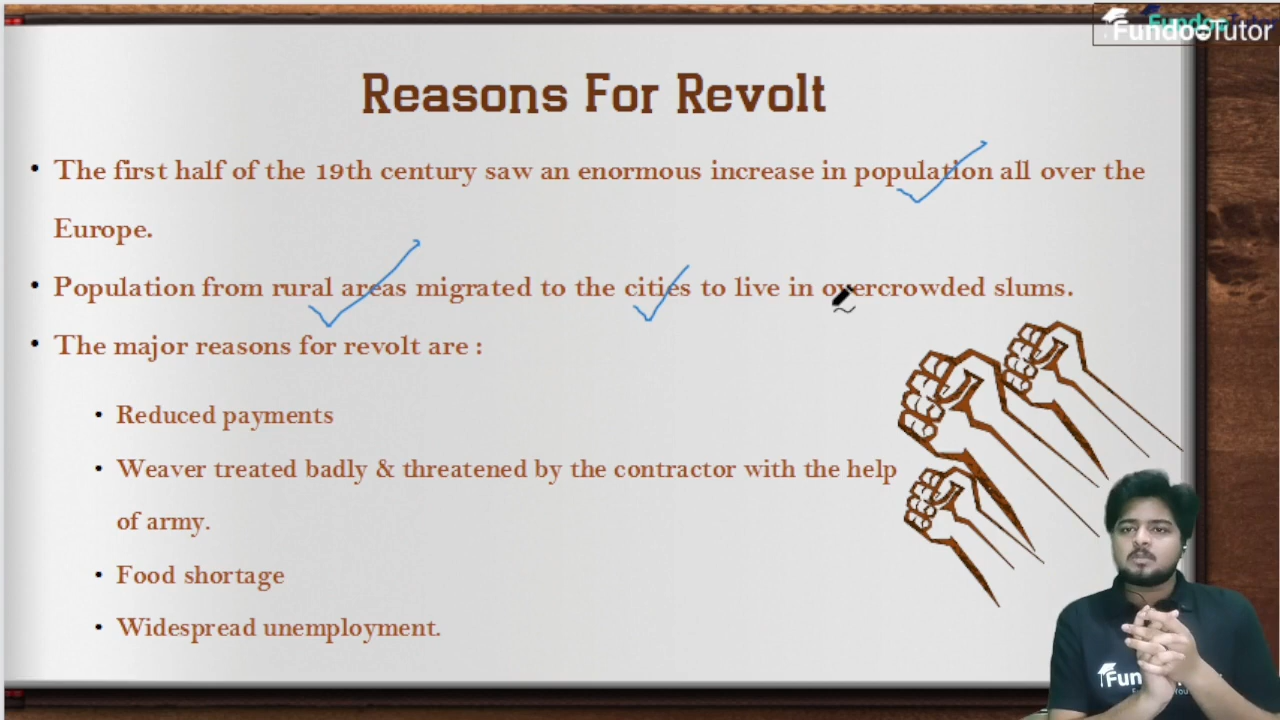 FundooTutor
Reasons For Revolt
• The first half of the 19th century saw an enormous increase in population all over the
Europe.
• Population from rural areas migrated to the cities to live in overcrowded slums.
• The major reasons for revolt are :
• Reduced payments
• Weaver treated badly & threatened by the contractor with the help
of army.
• Food shortage
• Widespread unemployment.
Fun